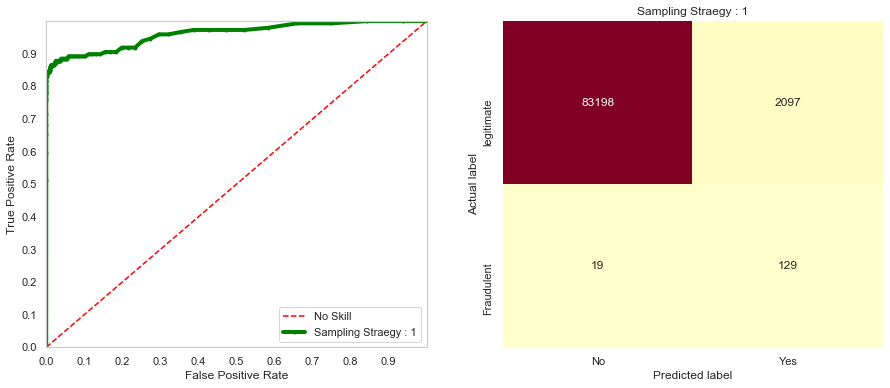 Sampling Straegy : 1
0.9
0.8
0.7
0.6
0.5
0.4
0.3
0.2
0.1
0.0
True Positive Rate
0.0 0.1 0.2 0.3 0.4 0.5 0.6 0.7 0.8 0.9
False Positive Rate
No Skill
Sampling Straegy : 1
Actual label
legitimate
Fraudulent
83198 2097
19 129
No Yes
Predicted label